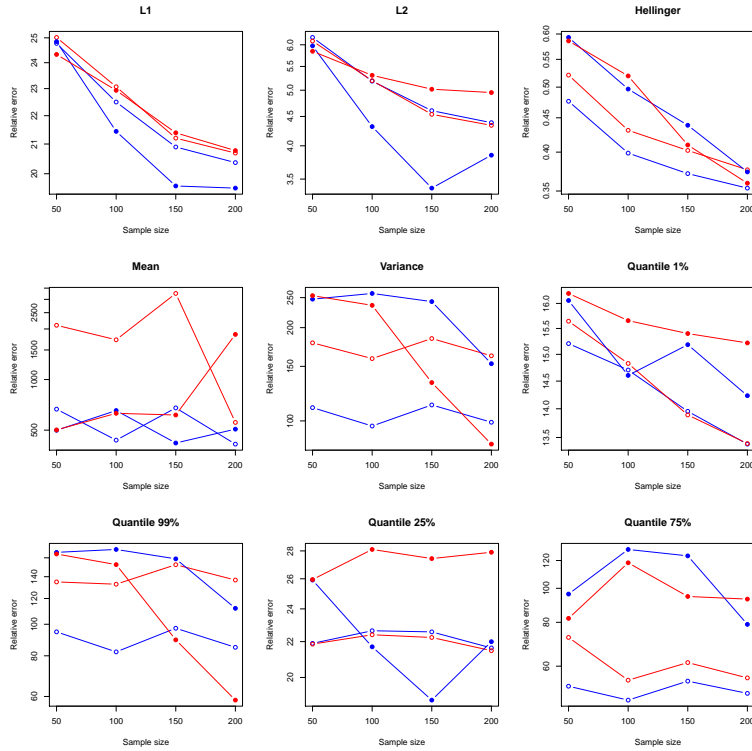 L1
Relative error
25
24
23
22
21
20
50 100 150 200
Sample size
L2
Relative error
6.0
5.5
5.0
4.5
4.0
3.5
50 100 150 200
Sample size
Hellinger
Relative error
0.60
0.55
0.50
0.45
0.40
0.35
50 100 150 200
Sample size
Mean
Relative error
2500
1500
1000
500
50 100 150 200
Sample size
Variance
Relative error
250
200
150
100
50 100 150 200
Sample size
Quantile 1%
Relative error
16.0
15.5
15.0
14.5
14.0
13.5
50 100 150 200
Sample size
Quantile 99%
Relative error
140
120
100
80
60
50 100 150 200
Sample size
Quantile 25%
Relative error
28
26
24
22
20
50 100 150 200
Sample size
Quantile 75%
Relative error
120
100
80
60
50 100 150 200
Sample size